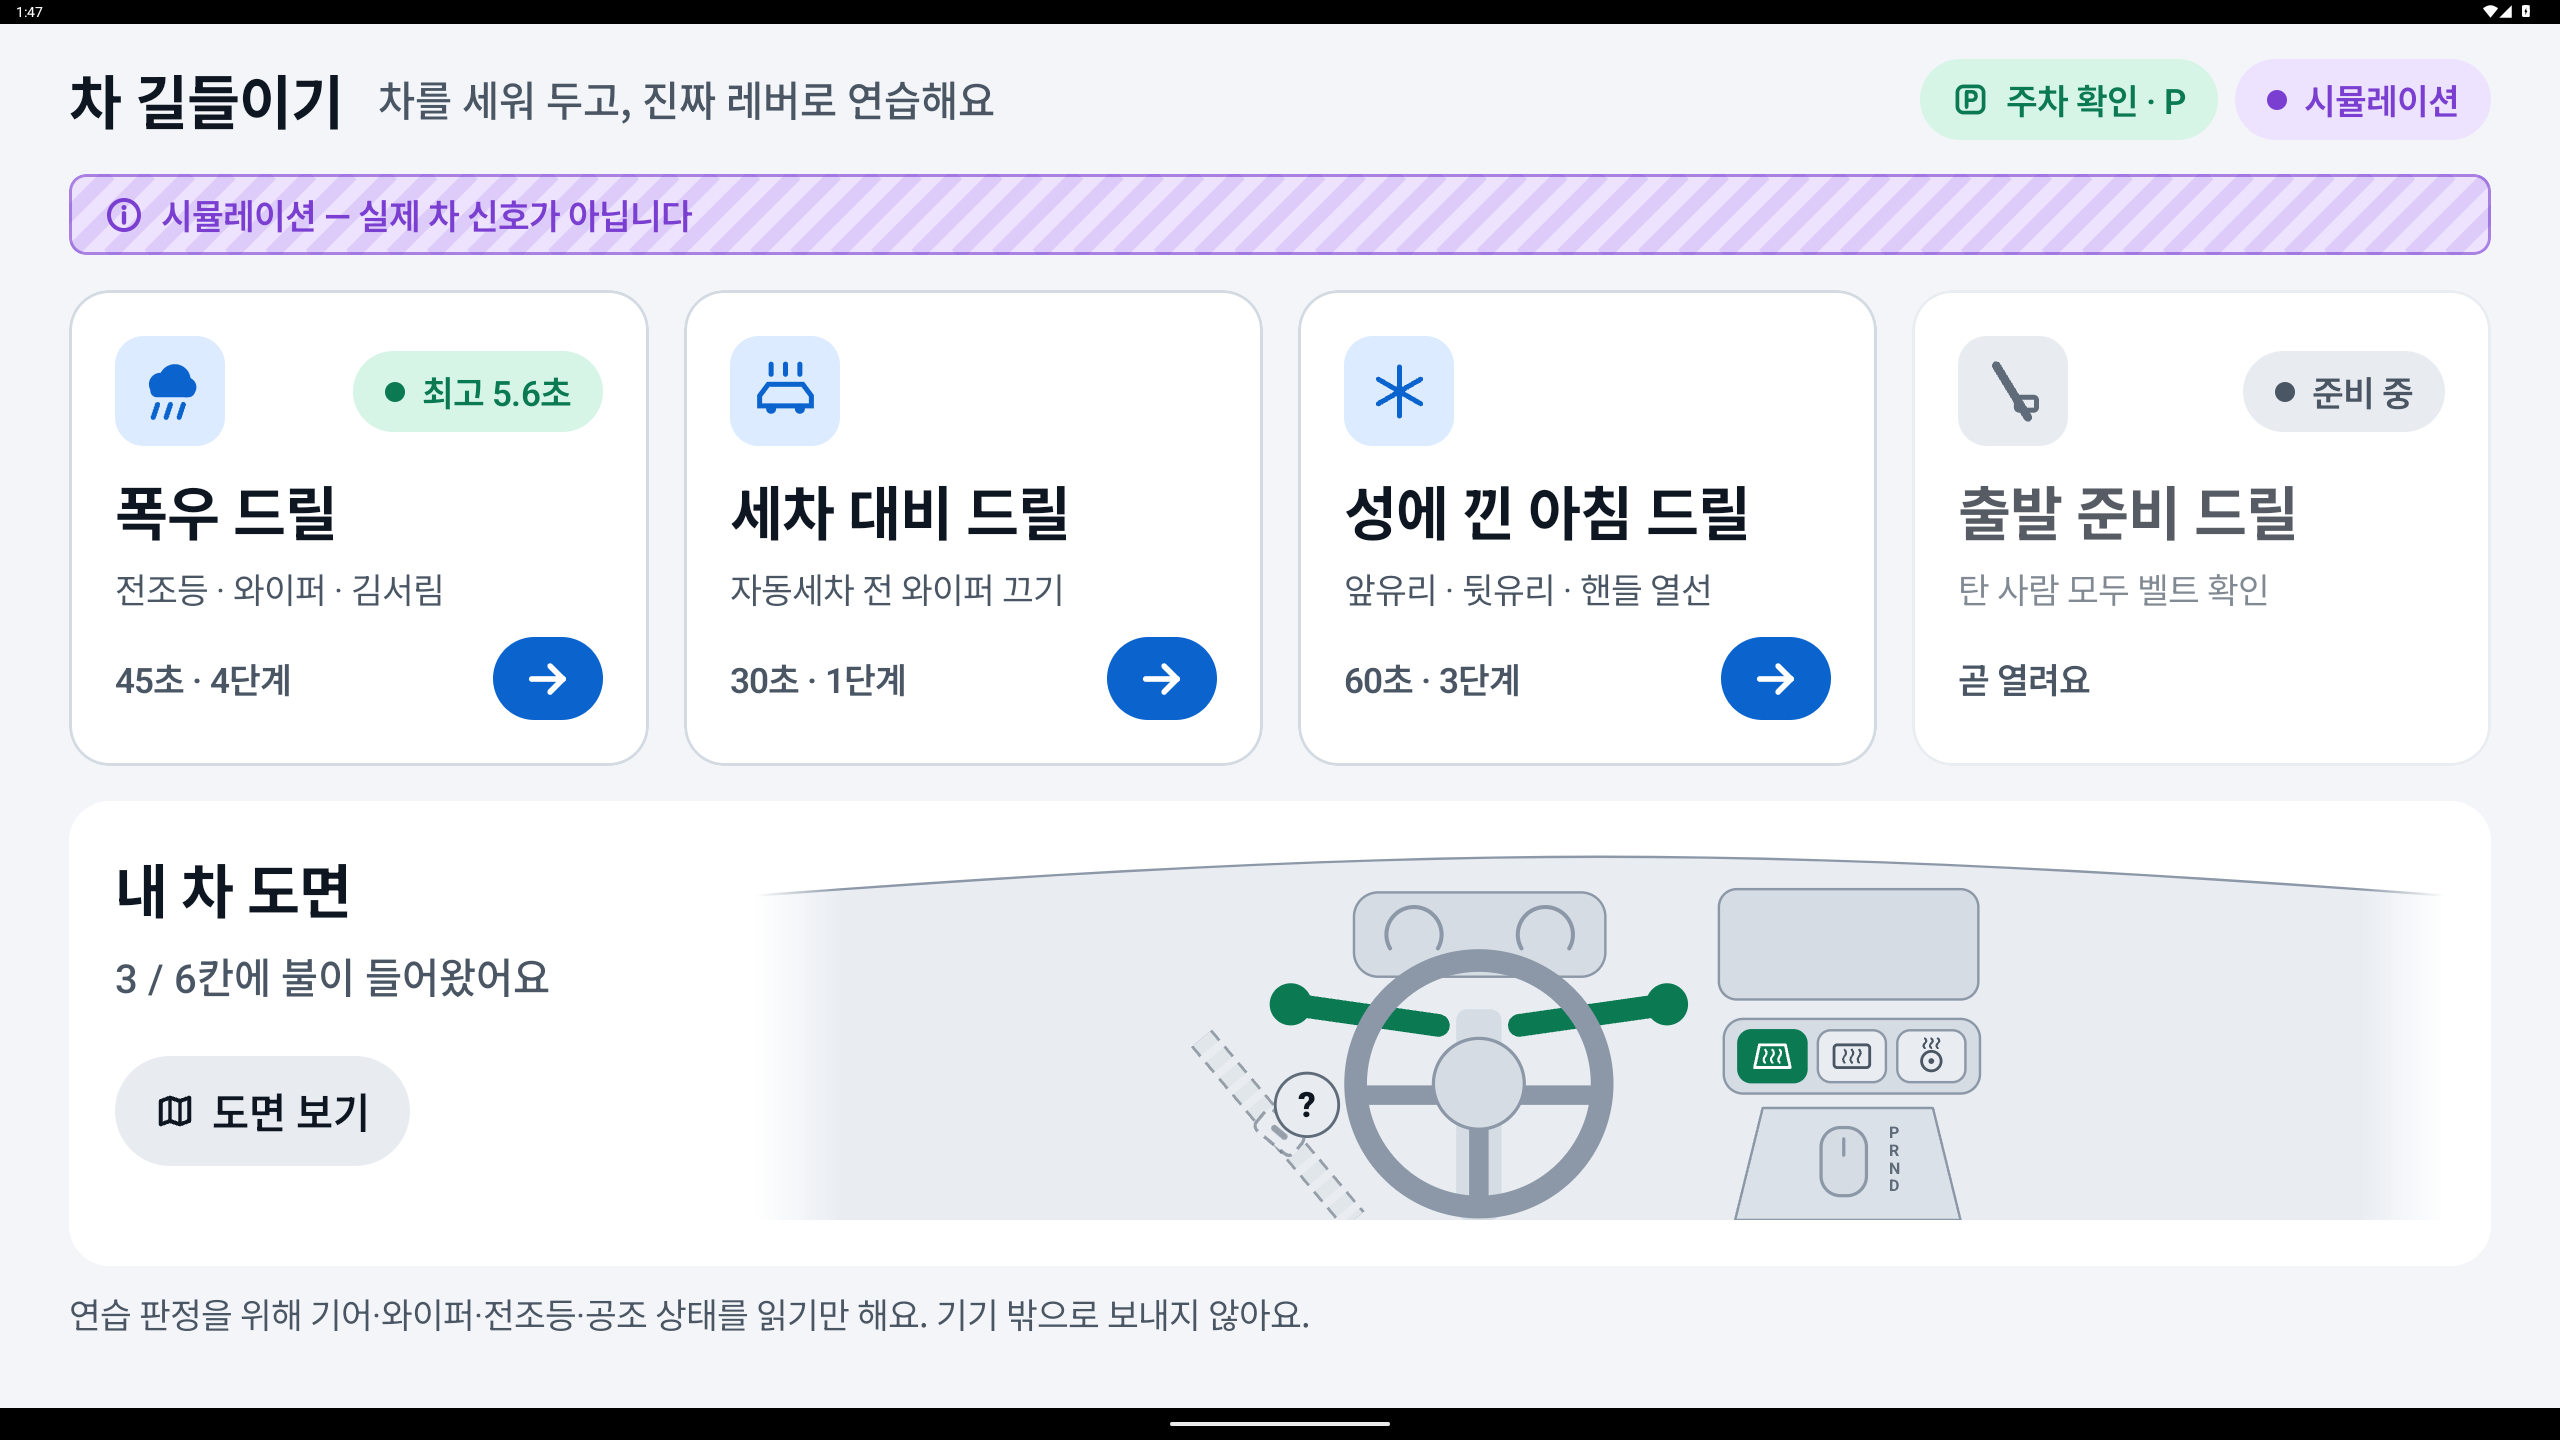 1:47
차 길들이기
차를 세워 두고, 진짜 레버로 연습해요
주차 확인 · P
시뮬레이션
시뮬레이션 – 실제 차 신호가 아닙니다
최고 5.6초
폭우 드릴
전조등 · 와이퍼 · 김서림
45초 · 4단계
세차 대비 드릴
자동세차 전 와이퍼 끄기
30초 · 1단계
성에 낀 아침 드릴
앞유리 · 뒷유리 · 핸들 열선
60초 · 3단계
준비 중
출발 준비 드릴
탄 사람 모두 벨트 확인
곧 열려요
내 차 도면
3 / 6칸에 불이 들어왔어요
도면 보기
?
P
R
N
D
연습 판정을 위해 기어·와이퍼·전조등·공조 상태를 읽기만 해요. 기기 밖으로 보내지 않아요.